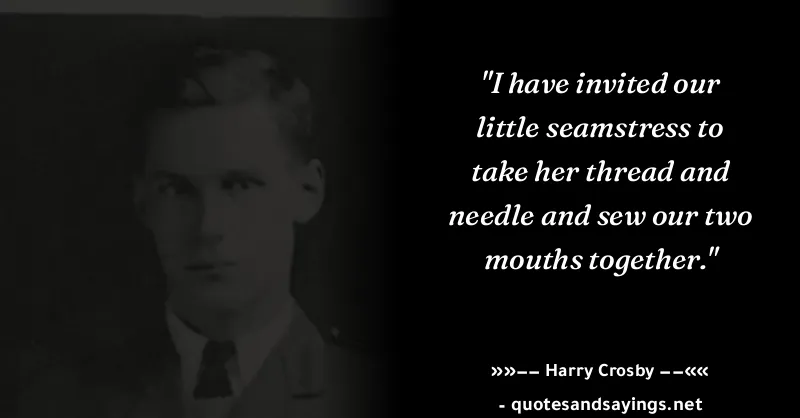 "I have invited our
little seamstress to
take her thread and
needle and sew our two
mouths together."
»»−− Harry Crosby −−««
- quotesandsayings.net